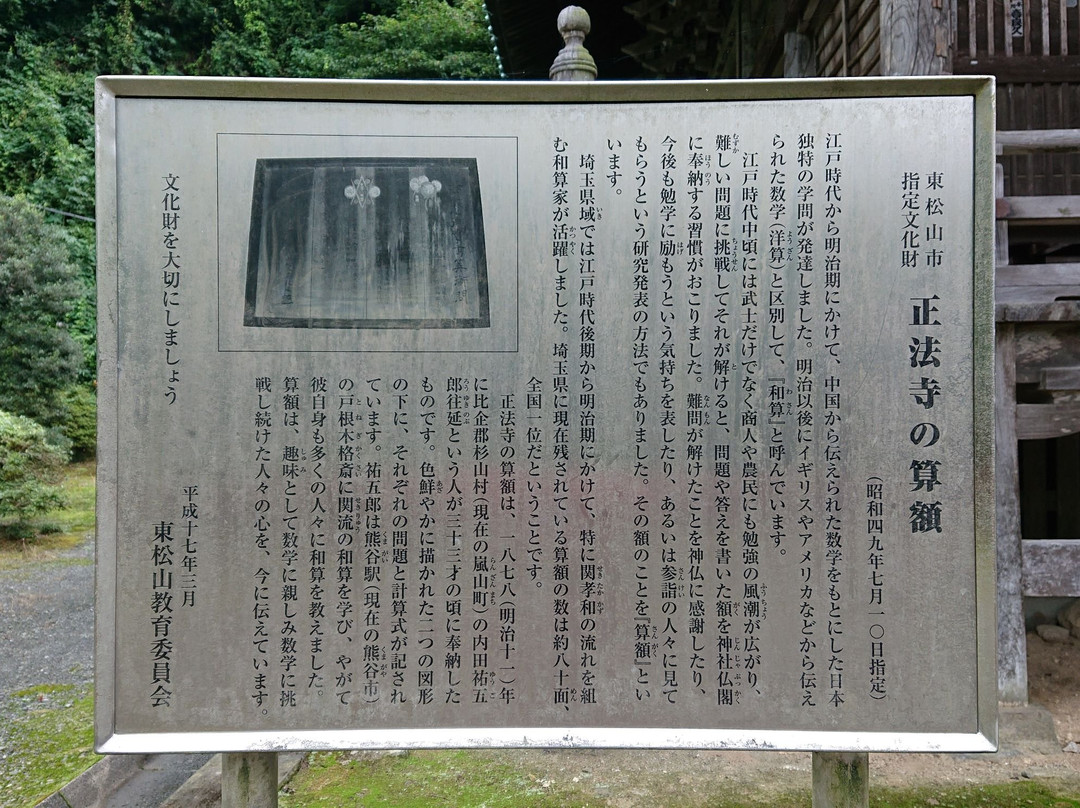 東松山市
指定文化財
正法寺の算額
(昭和四九年七月一〇日指定)
江戸時代から明治期にかけて、中国から伝えられた数学をもとにした日本
独特の学問が発達しました。明治以後にイギリスやアメリカなどから伝え
られた数学(洋算)と区別して、『和算』と呼んでいます。
江戸時代中頃には武士だけでなく商人や農民にも勉強の風潮が広がり、
難しい問題に挑戦してそれが解けると、問題や答えを書いた額を神社仏閣
に奉納する習慣がおこりました。難問が解けたことを神仏に感謝したり、
今後も勉学に励もうという気持ちを表したり、あるいは参詣の人々に見て
もらうという研究発表の方法でもありました。その額のことを『算額』とい
います。
埼玉県域では江戸時代後期から明治期にかけて、特に関孝和の流れを組
む和算家が活躍しました。埼玉県に現在残されている算額の数は約八十面、
全国一位だということです。
正法寺の算額は、一八七八(明治十一)年
に比企郡杉山村(現在の嵐山町)の内田祐五
郎往延という人が三十三才の頃に奉納した
ものです。色鮮やかに描かれた二つの図形
の下に、それぞれの問題と計算式が記され
ています。祐五郎は熊谷駅(現在の熊谷市)
の戸根木格斎に関流の和算を学び、やがて
彼自身も多くの人々に和算を教えました。
算額は、趣味として数学に親しみ数学に挑
戦し続けた人々の心を、今に伝えています。
文化財を大切にしましょう
平成十七年三月
東松山教育委員会